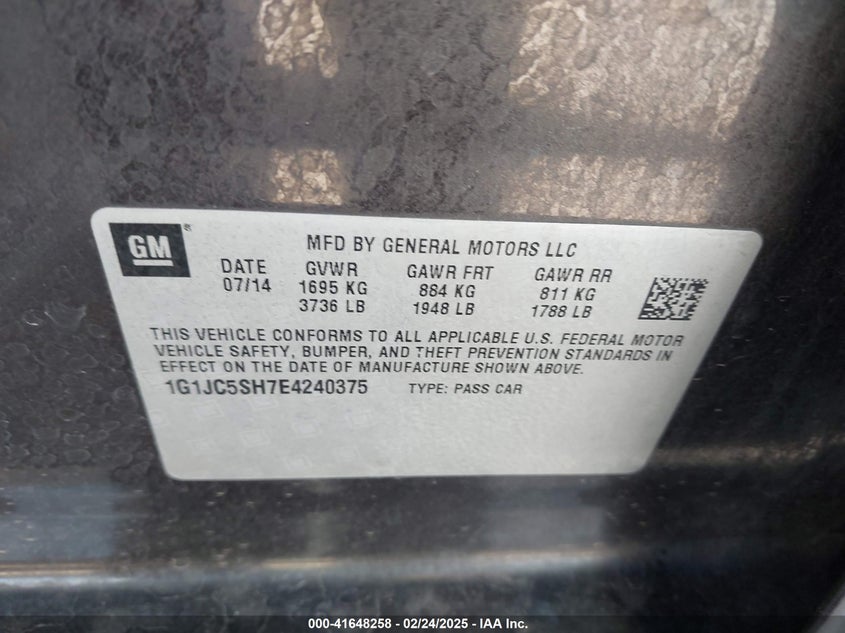 GM®
MFD BY GENERAL MOTORS LLC
DATE GVWR GAWR FRT GAWR RR
07/14 1695 KG 884 KG 811 KG
3736 LB 1948 LB 1788 LB
THIS VEHICLE CONFORMS TO ALL APPLICABLE U.S. FEDERAL MOTOR
VEHICLE SAFETY, BUMPER, AND THEFT PREVENTION STANDARDS IN
EFFECT ON THE DATE OF MANUFACTURE SHOWN ABOVE.
1G1JC5SH7E4240375 TYPE: PASS CAR
000-41648258 - 02/24/2025 - IAA Inc.